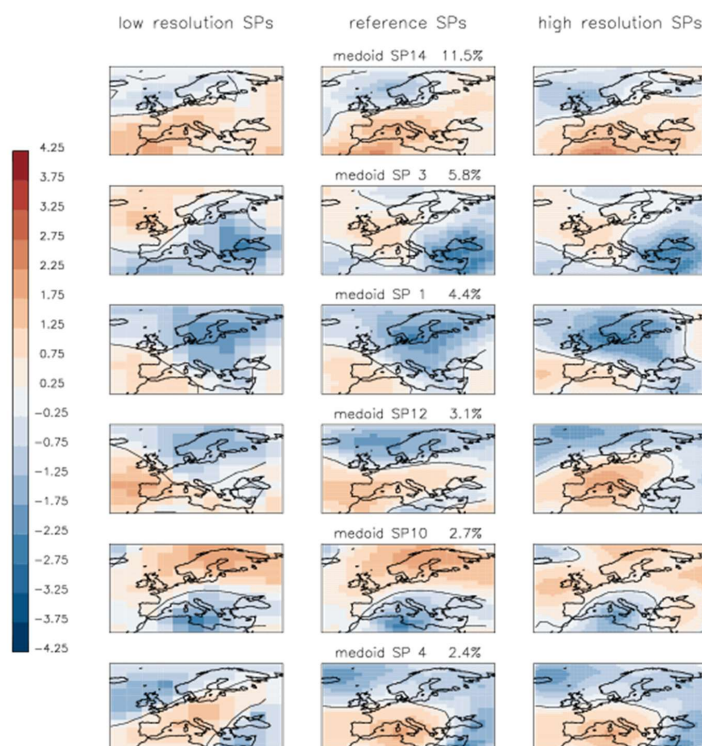 low resolution SPs
reference SPs
high resolution SPs
medoid SP14 11.5%
medoid SP 3 5.8%
medoid SP 1 4.4%
medoid SP12 3.1%
medoid SP10 2.7%
medoid SP 4 2.4%
4.25
3.75
3.25
2.75
2.25
1.75
1.25
0.75
0.25
-0.25
-0.75
-1.25
-1.75
-2.25
-2.75
-3.25
-3.75
-4.25